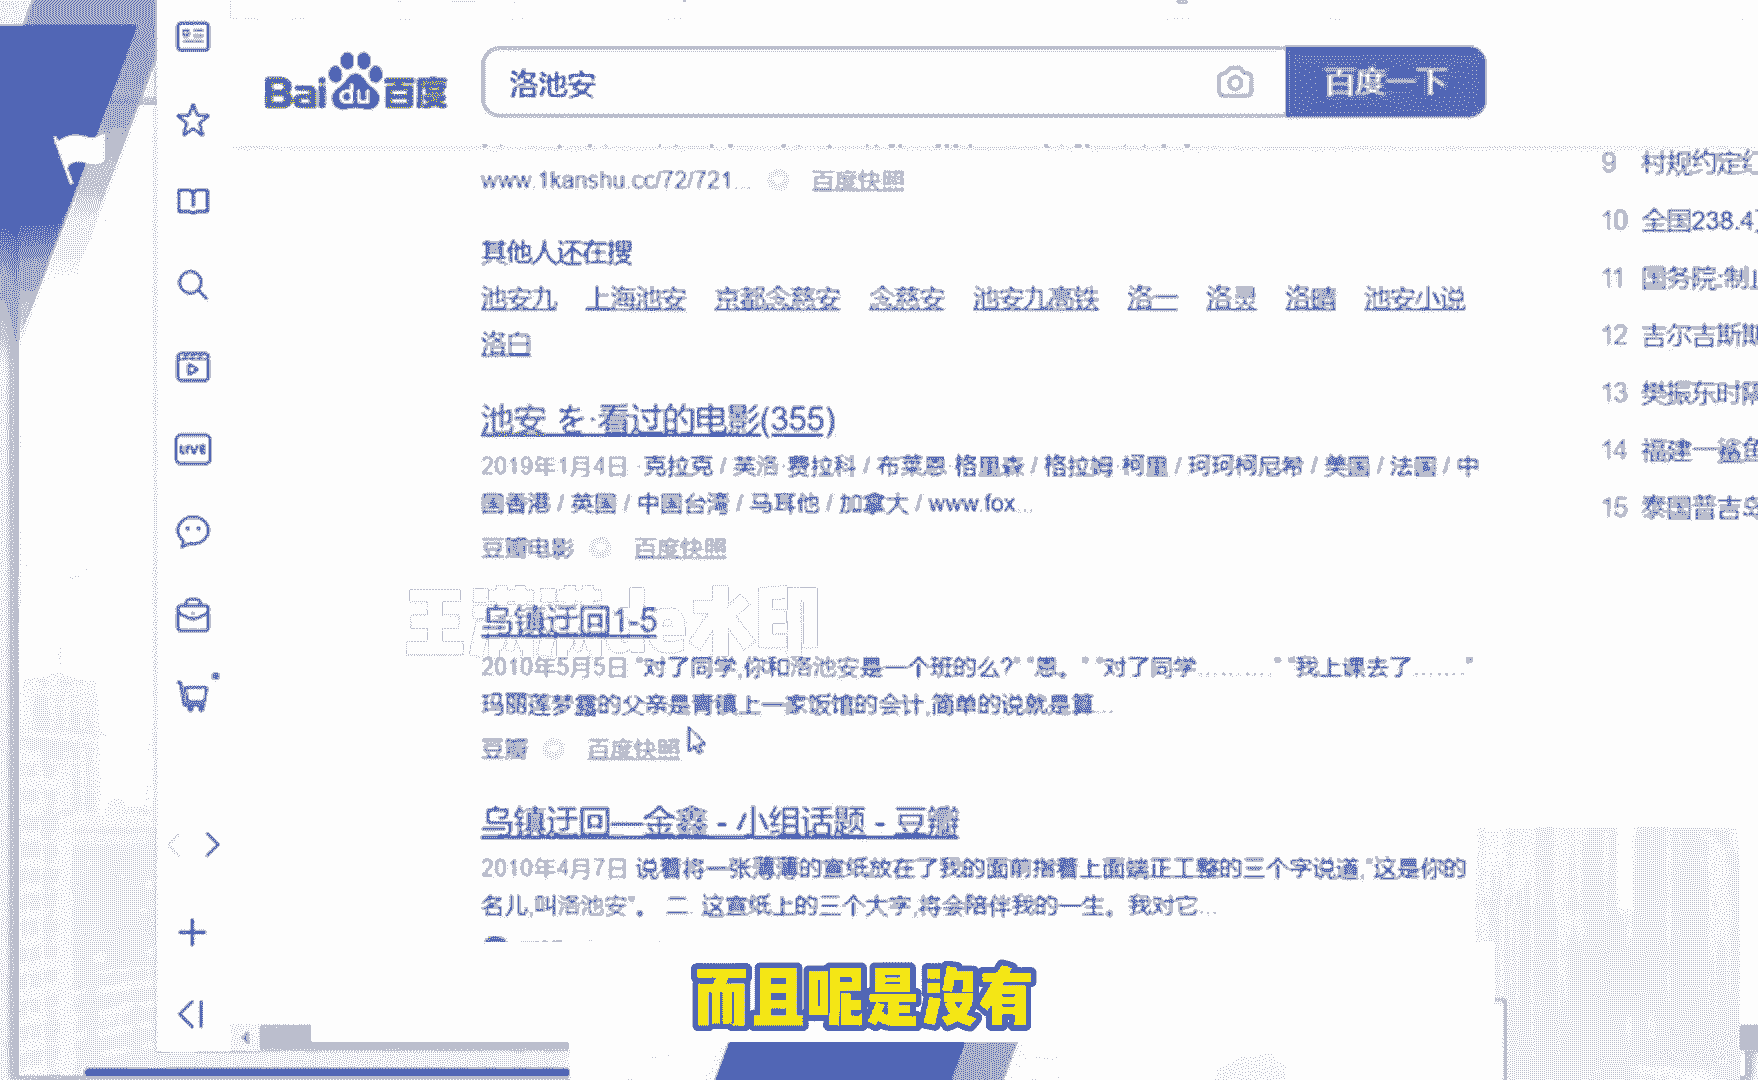 Bai du 百度
洛池安
百度一下
www.1kanshu.cc/72/721... 百度快照
其他人还在搜
池安九 上海池安 京都念慈安 念慈安 池安九高铁 洛一 洛灵 洛晴 池安小说
洛白
池安 を·看过的电影(355)
2019年1月4日 克拉克 / 芙洛·费拉科 / 布莱恩·格里森 / 格拉姆·柯里 / 珂珂柯尼希 / 美国 / 法国 / 中
国香港 / 英国 / 中国台湾 / 马耳他 / 加拿大 / www.fox...
豆瓣电影 百度快照
乌镇迂回1-5
2010年5月5日 "对了同学,你和洛池安是一个班的么?" "恩。" "对了同学.........." "我上课去了......."
玛丽莲梦露的父亲是青镇上一家饭馆的会计,简单的说就是算...
豆瓣 百度快照
乌镇迂回—金鑫 - 小组话题 - 豆瓣
2010年4月7日 说着将一张薄薄的宣纸放在了我的面前指着上面端正工整的三个字说道,"这是你的
名儿,叫洛池安"。 二. 这宣纸上的三个大字,将会陪伴我的一生。我对它...
9 村规约定红
10 全国238.4
11 国务院:制
12 吉尔吉斯斯
13 樊振东时隔
14 福建一鲨鱼
15 泰国普吉岛
LIVE
而且呢是没有